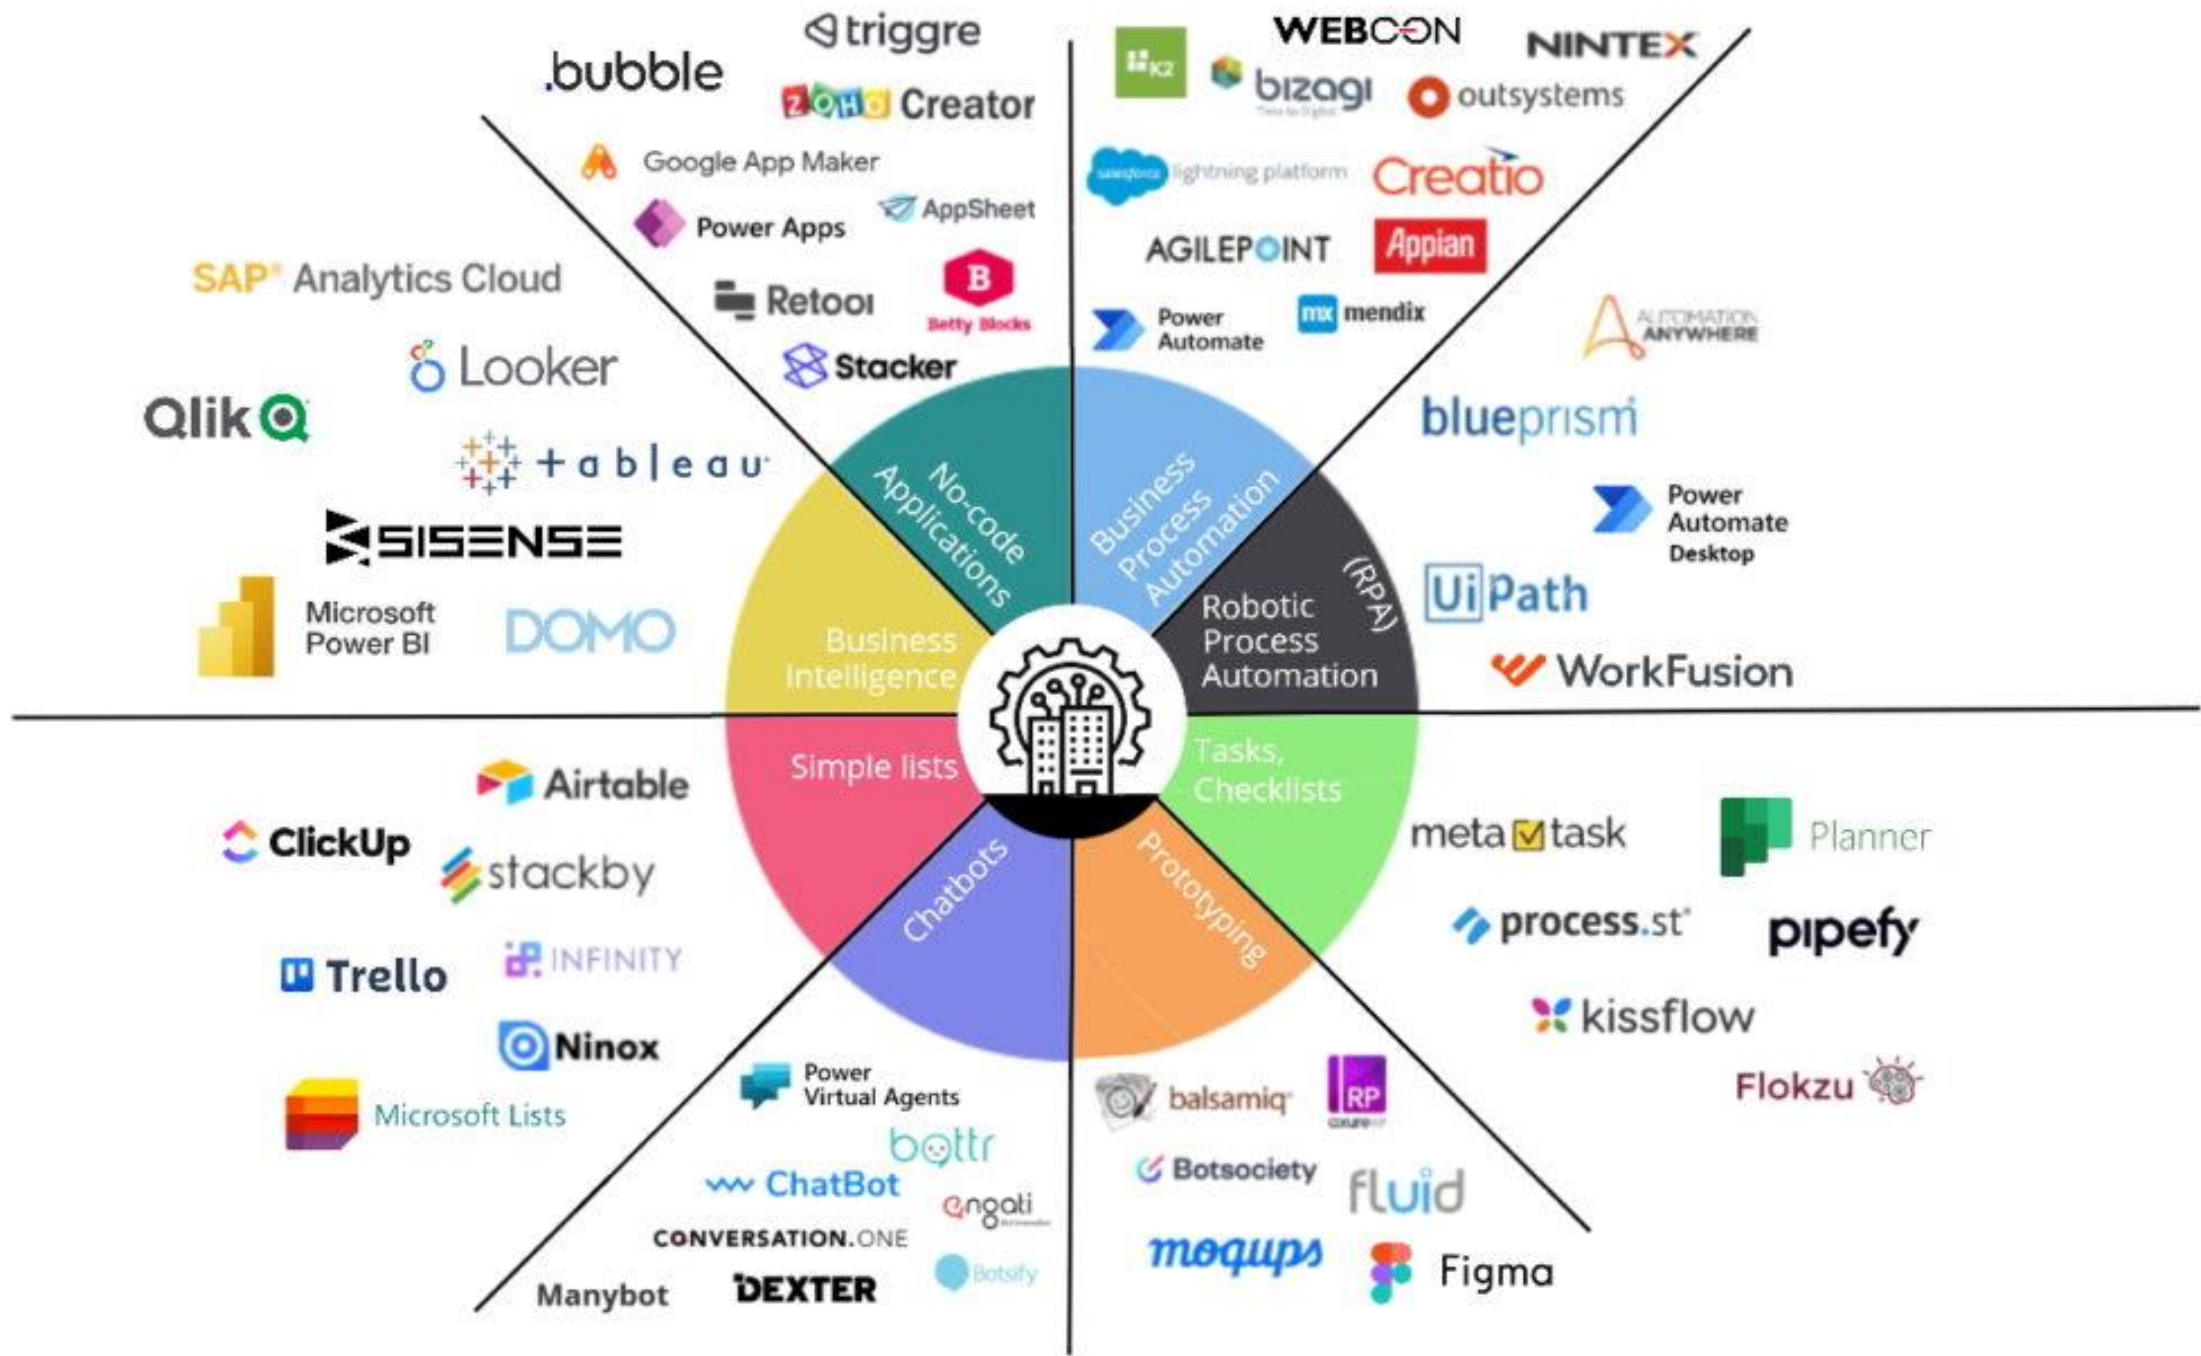 No-code
Applications
.bubble
triggre
ZOHO Creator
Google App Maker
Power Apps
AppSheet
Retool
B
Betty Blocks
Stacker
Business
Process
Automation
K2
WEBCON
NINTEX
bizagi
outsystems
salesforce lightning platform
Creatio
AGILEPOINT
Appian
Power
Automate
mx mendix
Robotic
Process
Automation
(RPA)
AUTOMATION
ANYWHERE
blueprism
Power
Automate
Desktop
UiPath
WorkFusion
Tasks,
Checklists
meta task
Planner
process.st
pipefy
kissflow
Flokzu
Prototyping
balsamiq
RP
Botsociety
fluid
moqups
Figma
Chatbots
Power
Virtual Agents
bottr
ChatBot
engati
CONVERSATION.ONE
Manybot
DEXTER
Botsify
Simple lists
Airtable
ClickUp
stackby
Trello
INFINITY
Ninox
Microsoft Lists
Business
Intelligence
SAP® Analytics Cloud
Looker
Qlik
+ableau
SISENSE
Microsoft
Power BI
DOMO